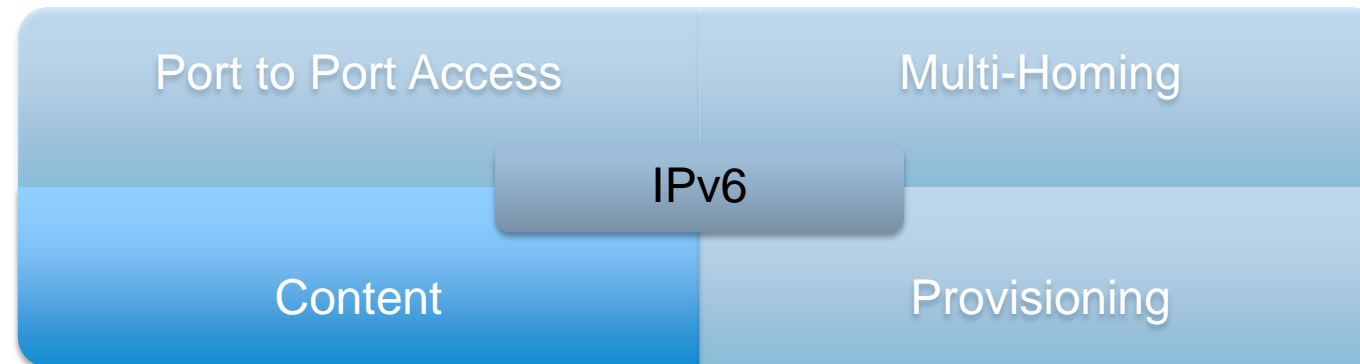 Port to Port Access
Multi-Homing
IPv6
Content
Provisioning